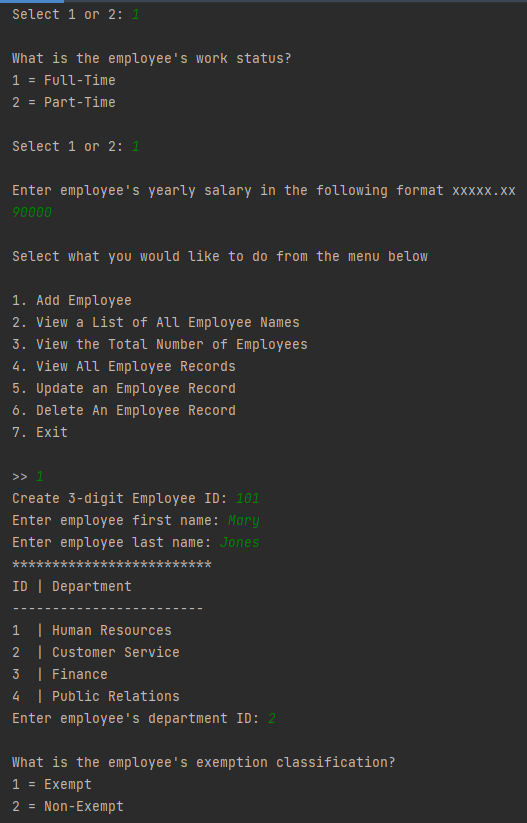 Select 1 or 2: 1
What is the employee's work status?
1 = Full-Time
2 = Part-Time
Select 1 or 2: 1
Enter employee's yearly salary in the following format xxxxx.xx
90000
Select what you would like to do from the menu below
1. Add Employee
2. View a List of All Employee Names
3. View the Total Number of Employees
4. View All Employee Records
5. Update an Employee Record
6. Delete An Employee Record
7. Exit
>> 1
Create 3-digit Employee ID: 101
Enter employee first name: Mary
Enter employee last name: Jones
*************************
ID | Department
------------------------
1  | Human Resources
2  | Customer Service
3  | Finance
4  | Public Relations
Enter employee's department ID: 2
What is the employee's exemption classification?
1 = Exempt
2 = Non-Exempt